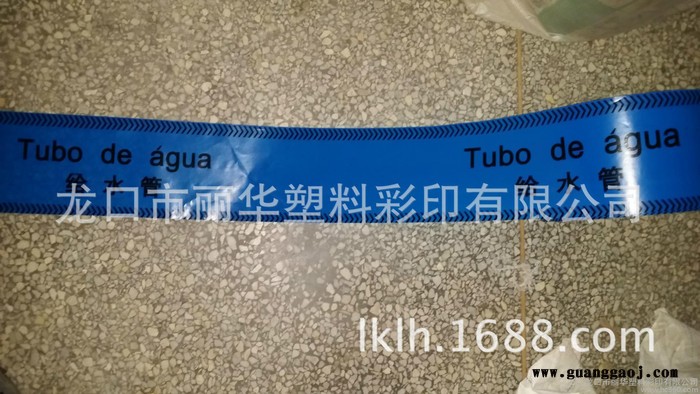 Tubo de água
给水管
Tubo de água
给水管
龙口市丽华塑料彩印有限公司
lklh.1688.com
www.guanggaoj.com